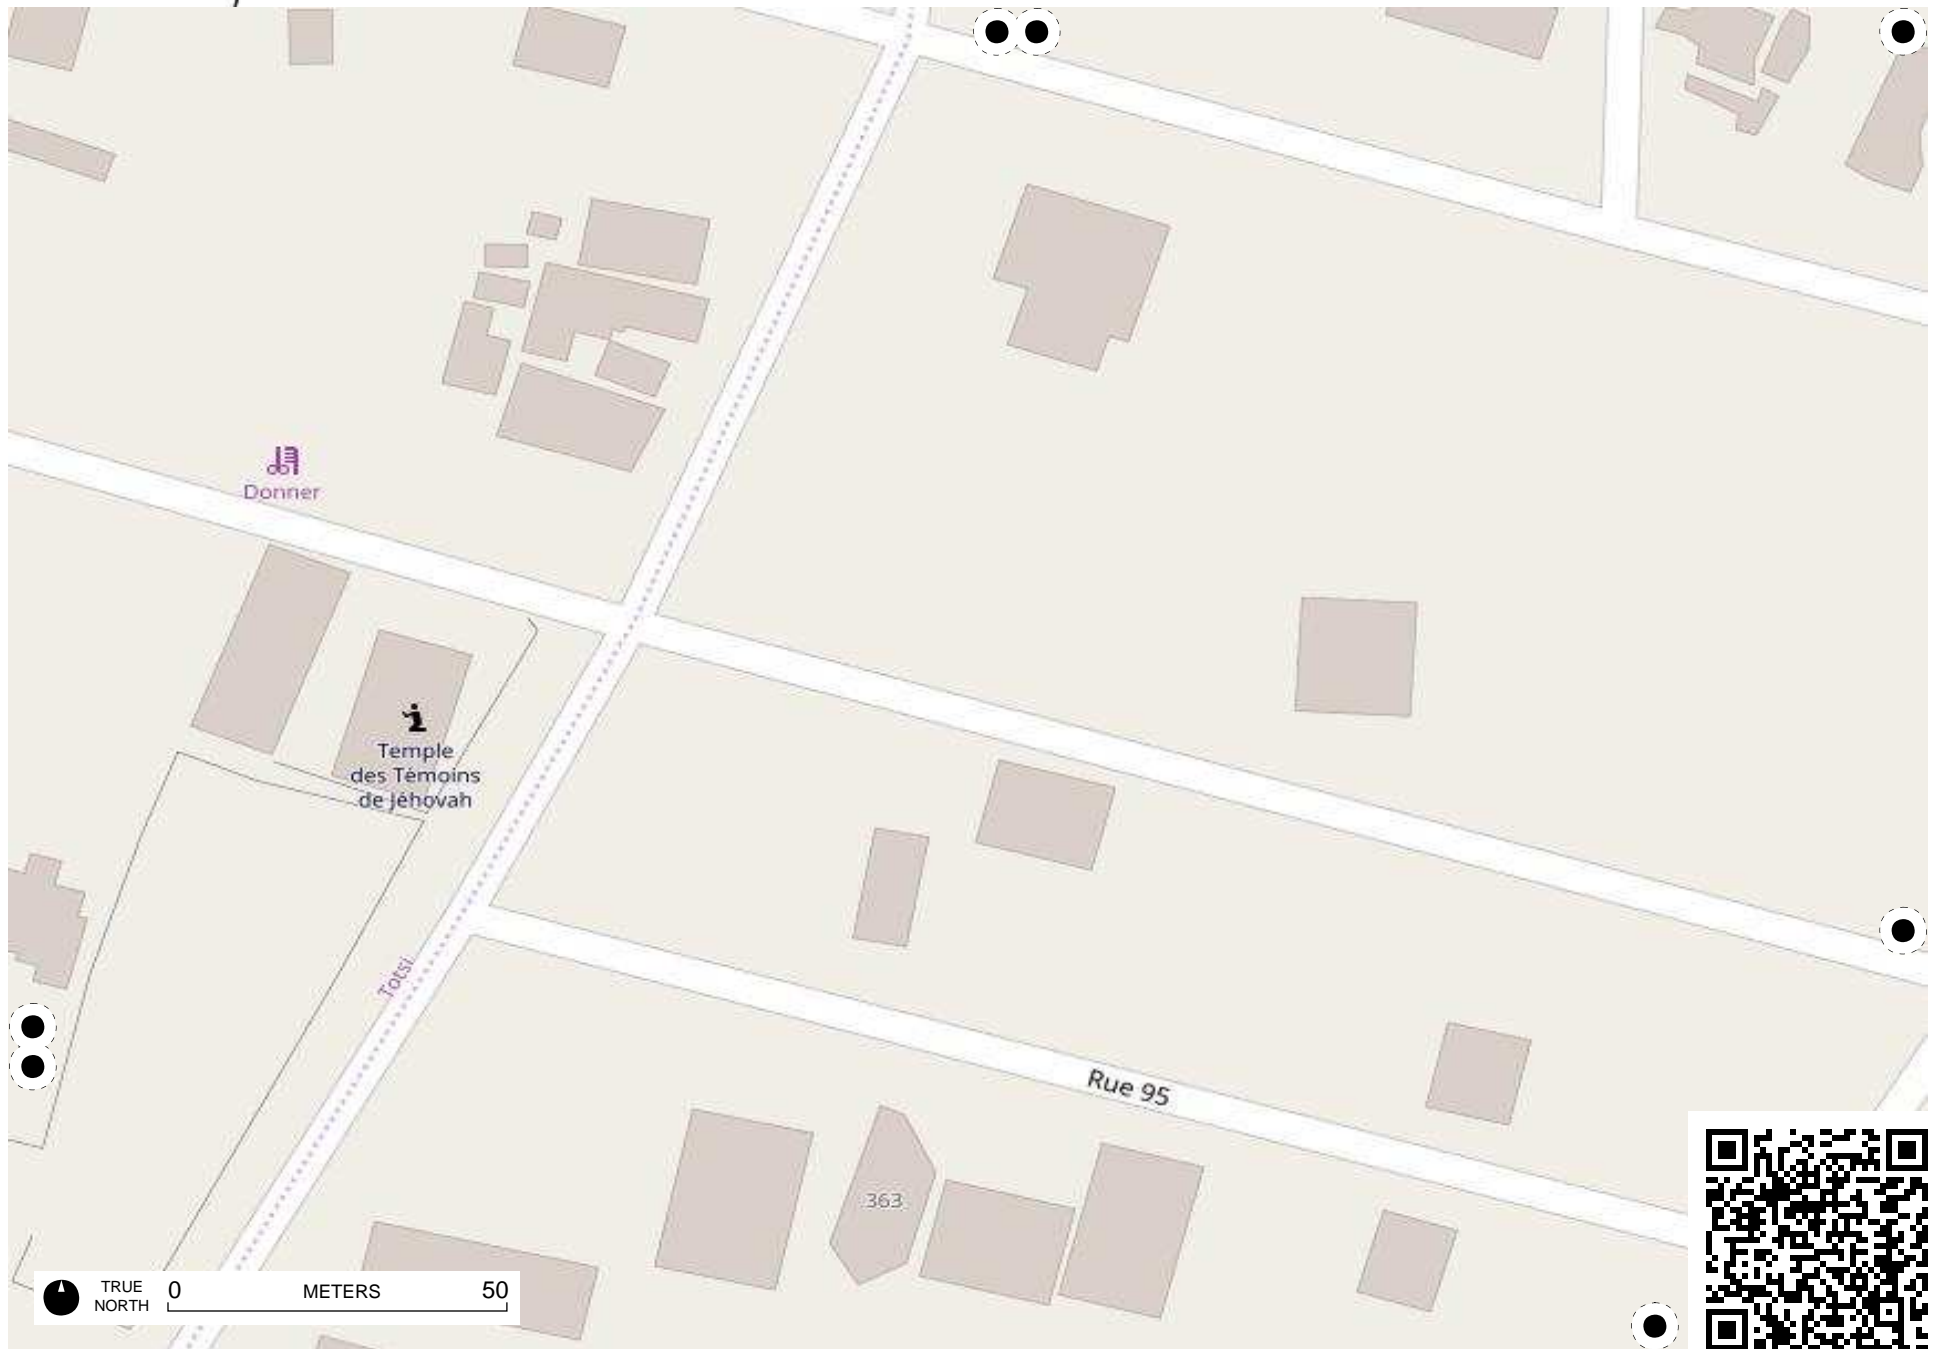 Donner
Temple
des Témoins
de Jéhovah
Totsi
Rue 95
363
TRUE
NORTH
0
METERS
50